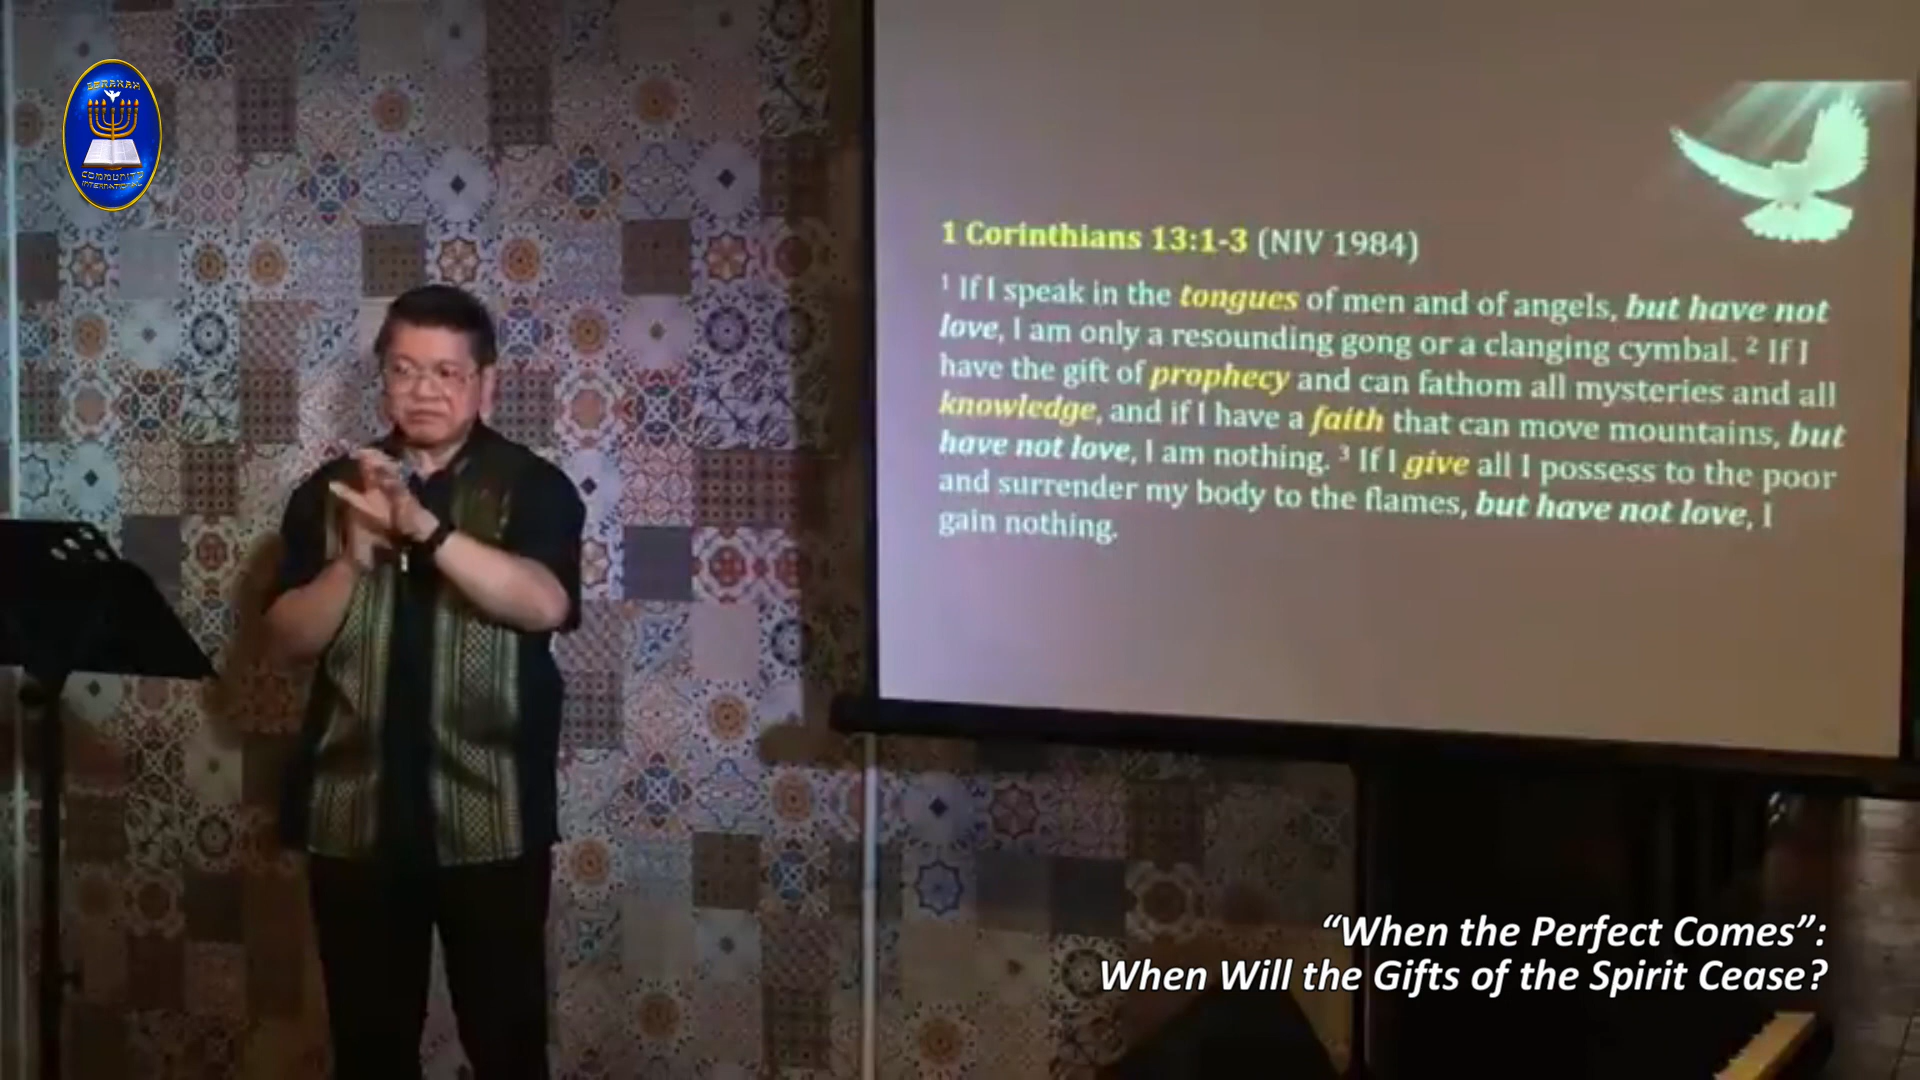 BERAKAH
COMMUNITY
INTERNATIONAL
1 Corinthians 13:1-3 (NIV 1984)
1 If I speak in the tongues of men and of angels, but have not
love, I am only a resounding gong or a clanging cymbal. 2 If I
have the gift of prophecy and can fathom all mysteries and all
knowledge, and if I have a faith that can move mountains, but
have not love, I am nothing. 3 If I give all I possess to the poor
and surrender my body to the flames, but have not love, I
gain nothing.
“When the Perfect Comes”:
When Will the Gifts of the Spirit Cease?